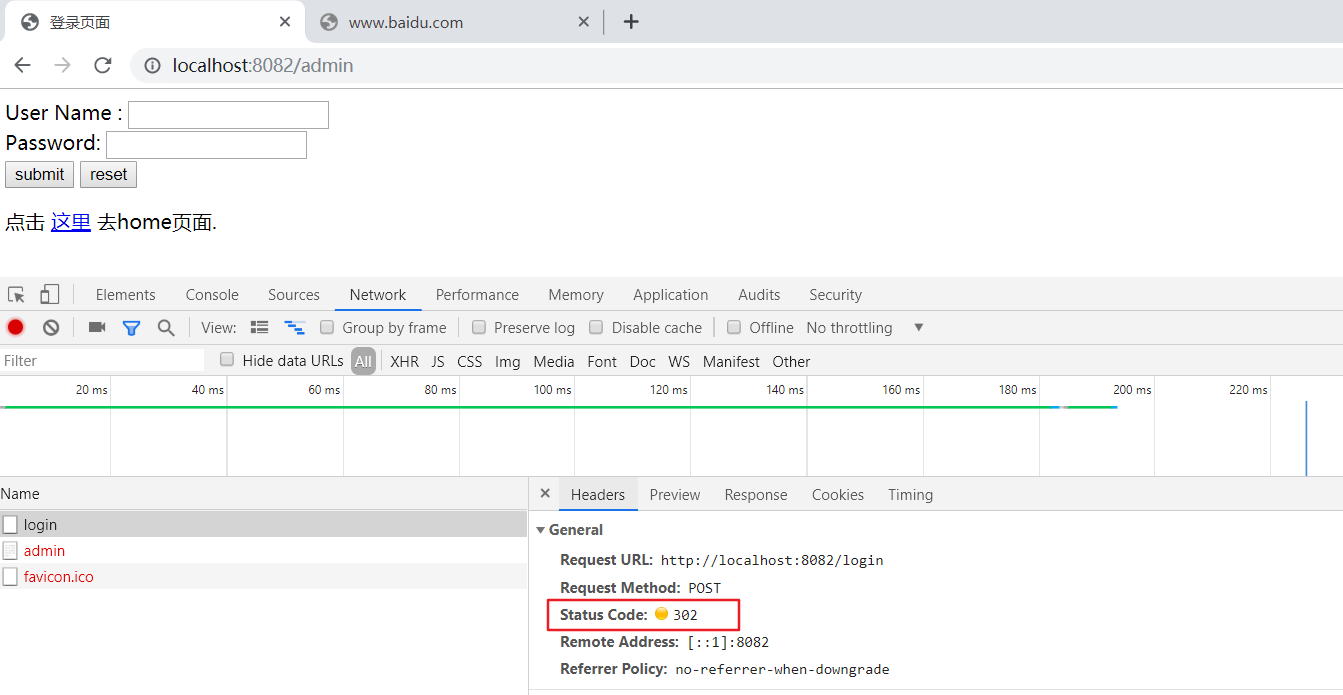 登录页面 www.baidu.com
localhost:8082/admin
User Name :
Password:
submit reset
点击 这里 去home页面.
Elements Console Sources Network Performance Memory Application Audits Security
View: Group by frame Preserve log Disable cache Offline No throttling
Filter Hide data URLs All XHR JS CSS Img Media Font Doc WS Manifest Other
20 ms 40 ms 60 ms 80 ms 100 ms 120 ms 140 ms 160 ms 180 ms 200 ms 220 ms
Name
login
admin
favicon.ico
Headers Preview Response Cookies Timing
General
Request URL: http://localhost:8082/login
Request Method: POST
Status Code: 302
Remote Address: [::1]:8082
Referrer Policy: no-referrer-when-downgrade